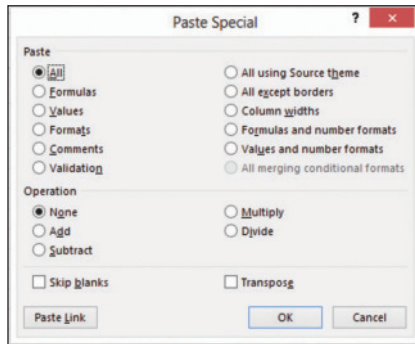 Paste Special
?
×
Paste
All
All using Source theme
Formulas
All except borders
Values
Column widths
Formats
Formulas and number formats
Comments
Values and number formats
Validation
All merging conditional formats
Operation
None
Multiply
Add
Divide
Subtract
Skip blanks
Transpose
Paste Link
OK
Cancel